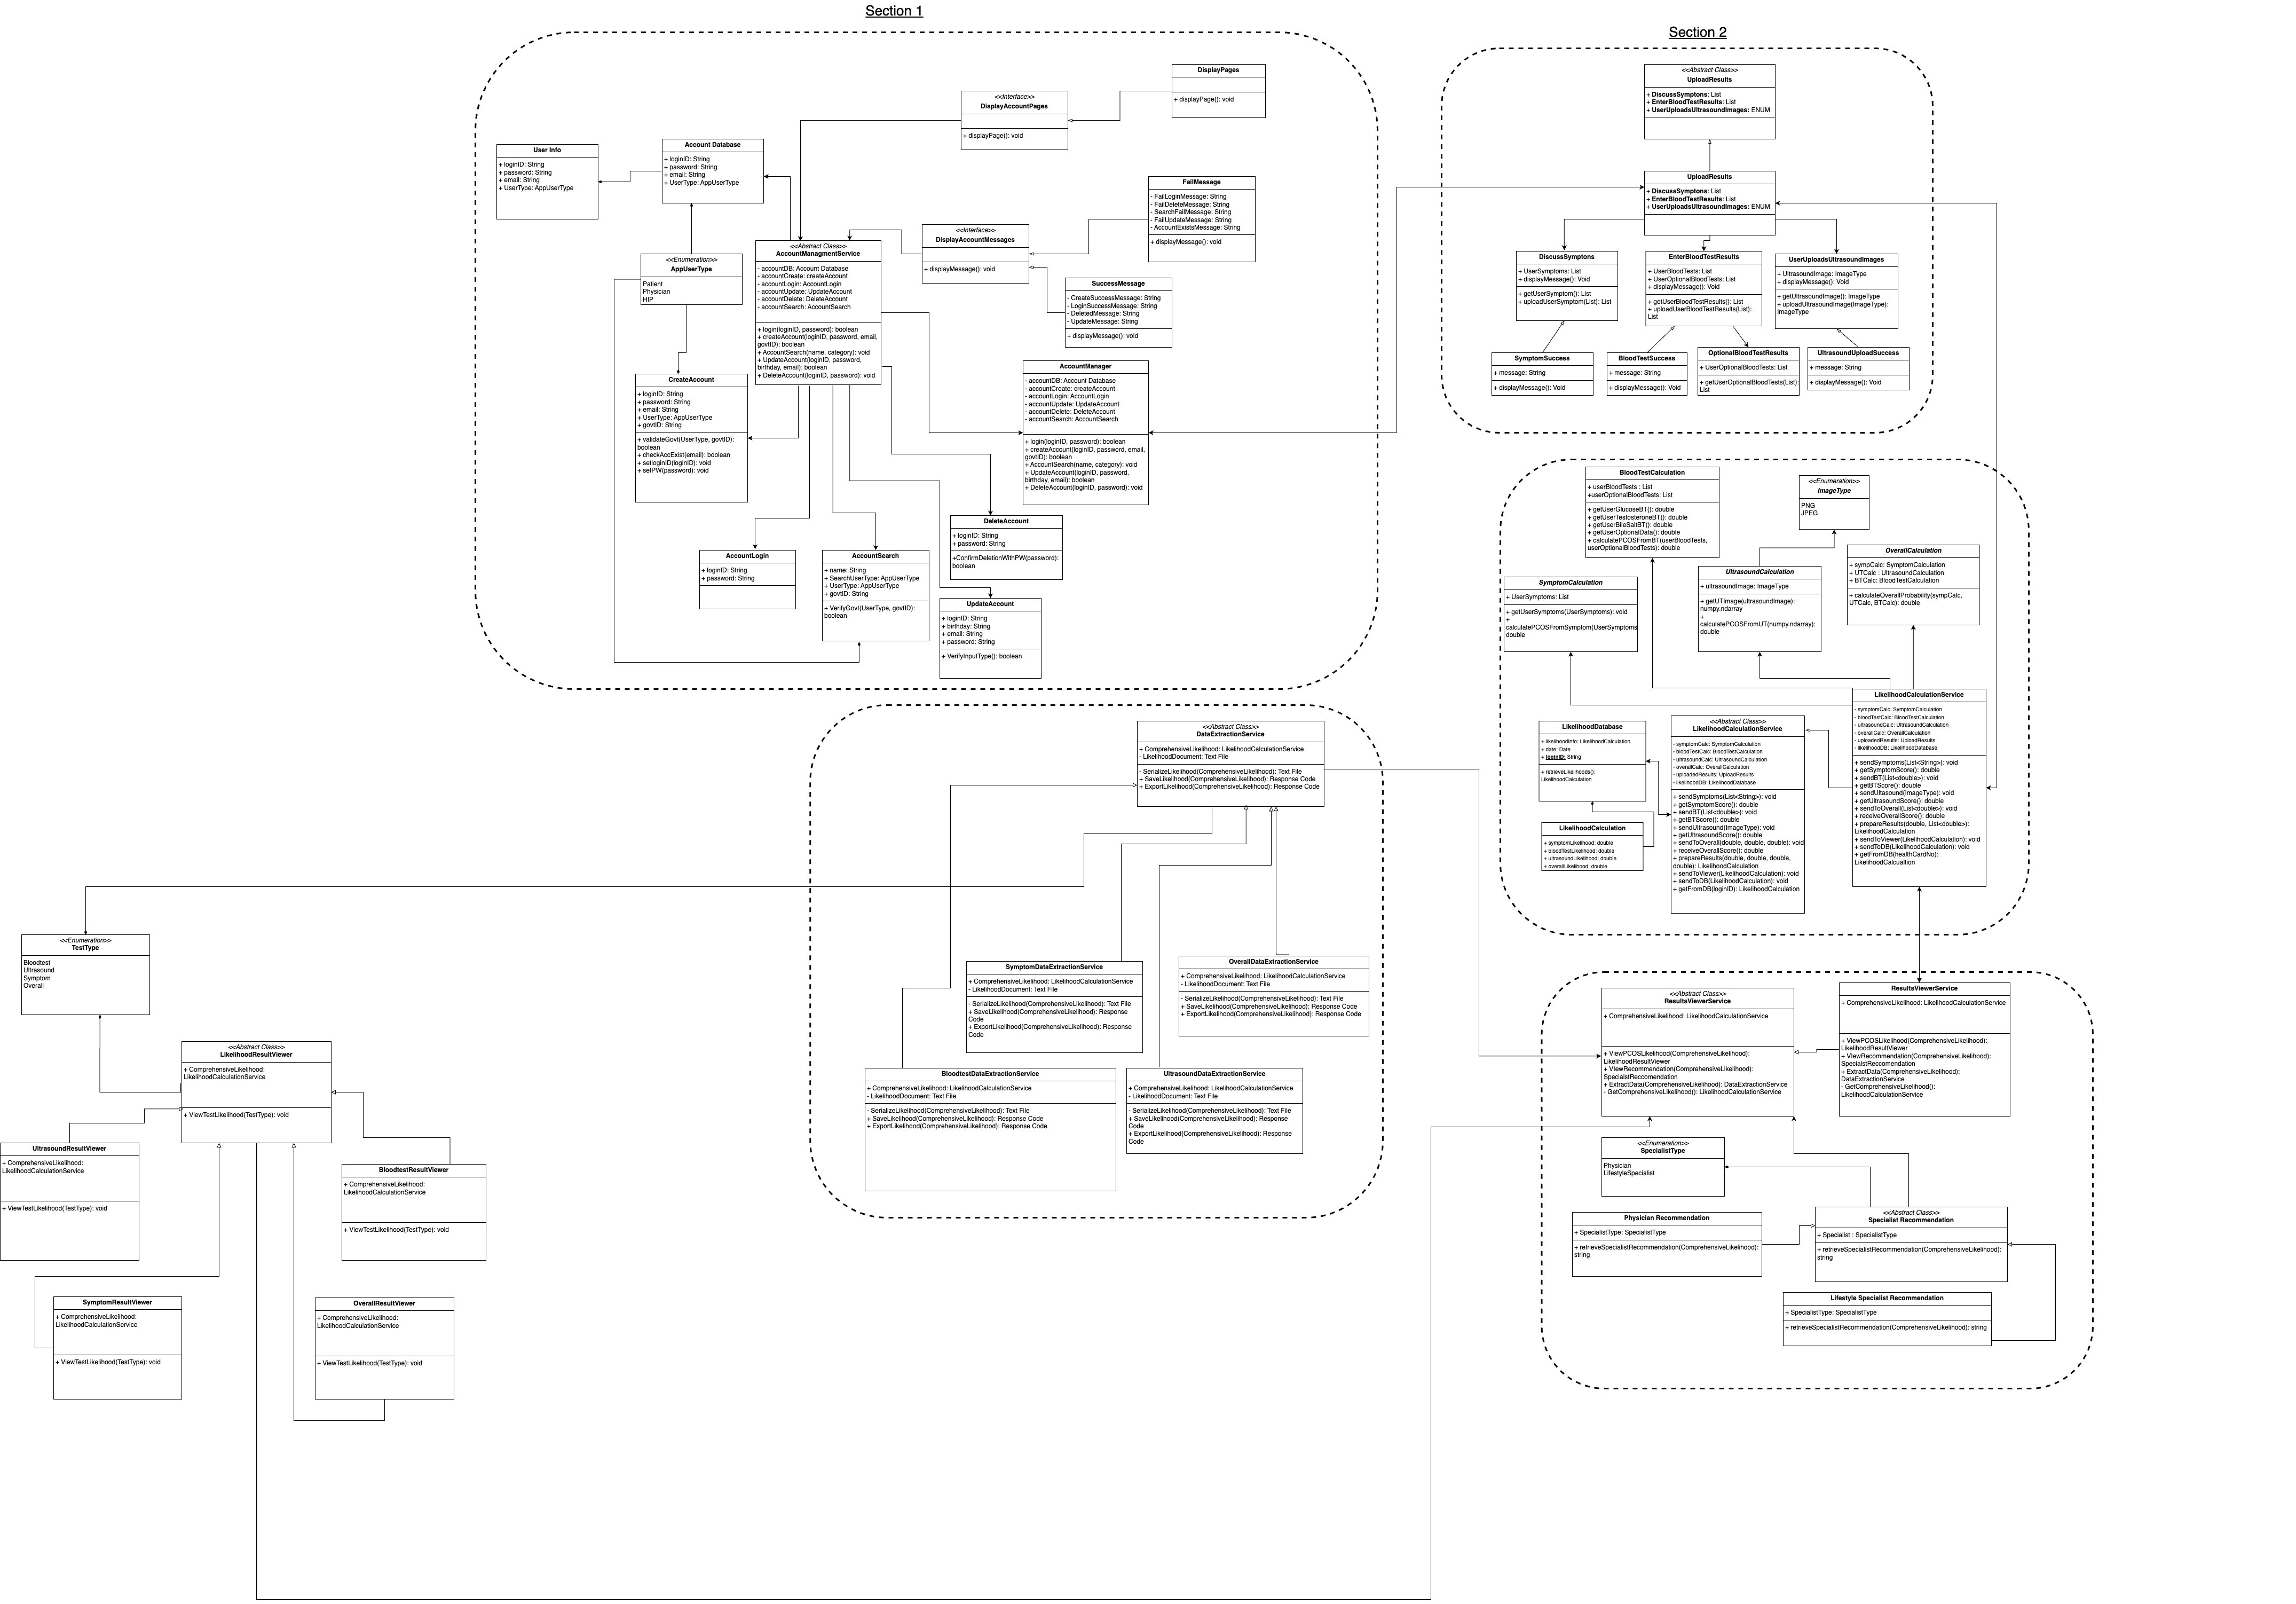 Section 1
DisplayPages
+ displayPage(): void
<<Interface>>
DisplayAccountPages
+ displayPage(): void
User Info
+ loginID: String
+ password: String
+ email: String
+ UserType: AppUserType
Account Database
+ loginID: String
+ password: String
+ email: String
+ UserType: AppUserType
FailMessage
- FailLoginMessage: String
- FailDeleteMessage: String
- SearchFailMessage: String
- FailUpdateMessage: String
- AccountExistsMessage: String
+ displayMessage(): void
<<Interface>>
DisplayAccountMessages
+ displayMessage(): void
<<Enumeration>>
AppUserType
Patient
Physician
HIP
<<Abstract Class>>
AccountManagmentService
- accountDB: Account Database
- accountCreate: createAccount
- accountLogin: AccountLogin
- accountUpdate: UpdateAccount
- accountDelete: DeleteAccount
- accountSearch: AccountSearch
+ login(loginID, password): boolean
+ createAccount(loginID, password, email,
govtID): boolean
+ AccountSearch(name, category): void
+ UpdateAccount(loginID, password,
birthday, email): boolean
+ DeleteAccount(loginID, password): void
SuccessMessage
- CreateSuccessMessage: String
- LoginSuccessMessage: String
- DeletedMessage: String
- UpdateMessage: String
+ displayMessage(): void
CreateAccount
+ loginID: String
+ password: String
+ email: String
+ UserType: AppUserType
+ govtID: String
+ validateGovt(UserType, govtID):
boolean
+ checkAccExist(email): boolean
+ setloginID(loginID): void
+ setPW(password): void
AccountManager
- accountDB: Account Database
- accountCreate: createAccount
- accountLogin: AccountLogin
- accountUpdate: UpdateAccount
- accountDelete: DeleteAccount
- accountSearch: AccountSearch
+ login(loginID, password): boolean
+ createAccount(loginID, password, email,
govtID): boolean
+ AccountSearch(name, category): void
+ UpdateAccount(loginID, password,
birthday, email): boolean
+ DeleteAccount(loginID, password): void
AccountLogin
+ loginID: String
+ password: String
AccountSearch
+ name: String
+ SearchUserType: AppUserType
+ UserType: AppUserType
+ govtID: String
+ VerifyGovt(UserType, govtID):
boolean
DeleteAccount
+ loginID: String
+ password: String
+ConfirmDeletionWithPW(password):
boolean
UpdateAccount
+ loginID: String
+ birthday: String
+ email: String
+ password: String
+ VerifyInputType(): boolean
Section 2
<<Abstract Class>>
UploadResults
+ DiscussSymptons: List
+ EnterBloodTestResults: List
+ UserUploadsUltrasoundImages: ENUM
UploadResults
+ DiscussSymptons: List
+ EnterBloodTestResults: List
+ UserUploadsUltrasoundImages: ENUM
DiscussSymptons
+ UserSymptoms: List
+ displayMessage(): Void
+ getUserSymptom(): List
+ uploadUserSymptom(List): List
EnterBloodTestResults
+ UserBloodTests: List
+ UserOptionalBloodTests: List
+ displayMessage(): Void
+ getUserBloodTestResults(): List
+ uploadUserBloodTestResults(List):
List
UserUploadsUltrasoundImages
+ UltrasoundImage: ImageType
+ displayMessage(): Void
+ getUltrasoundImage(): ImageType
+ uploadUltrasoundImage(ImageType):
ImageType
SymptomSuccess
+ message: String
+ displayMessage(): Void
BloodTestSuccess
+ message: String
+ displayMessage(): Void
OptionalBloodTestResults
+ UserOptionalBloodTests: List
+ getUserOptionalBloodTests(List):
List
UltrasoundUploadSuccess
+ message: String
+ displayMessage(): Void
BloodTestCalculation
+ userBloodTests : List
+userOptionalBloodTests: List
+ getUserGlucoseBT(): double
+ getUserTestosteroneBT(): double
+ getUserBileSaltBT(): double
+ getUserOptionalData(): double
+ calculatePCOSFromBT(userBloodTests,
userOptionalBloodTests): double
<<Enumeration>>
ImageType
PNG
JPEG
OverallCalculation
+ sympCalc: SymptomCalculation
+ UTCalc : UltrasoundCalculation
+ BTCalc: BloodTestCalculation
+ calculateOverallProbability(sympCalc,
UTCalc, BTCalc): double
SymptomCalculation
+ UserSymptoms: List
+ getUserSymptoms(UserSymptoms): void
+
calculatePCOSFromSymptom(UserSymptoms
double
UltrasoundCalculation
+ ultrasoundImage: ImageType
+ getUTImage(ultrasoundImage):
numpy.ndarray
+
calculatePCOSFromUT(numpy.ndarray):
double
LikelihoodCalculationService
- symptomCalc: SymptomCalculation
- bloodTestCalc: BloodTestCalculation
- ultrasoundCalc: UltrasoundCalculation
- overallCalc: OverallCalculation
- uploadedResults: UploadResults
- likelihoodDB: LikelihoodDatabase
+ sendSymptoms(List<String>): void
+ getSymptomScore(): double
+ sendBT(List<double>): void
+ getBTScore(): double
+ sendUltasound(ImageType): void
+ getUltrasoundScore(): double
+ sendToOverall(List<double>): void
+ receiveOverallScore(): double
+ prepareResults(double, List<double>):
LikelihoodCalculation
+ sendToViewer(LikelihoodCalculation): void
+ sendToDB(LikelihoodCalculation): void
+ getFromDB(healthCardNo):
LikelihoodCalcualtion
LikelihoodDatabase
+ likelihoodInfo: LikelihoodCalculation
+ date: Date
+ loginID: String
+ retrieveLikelihoods():
LikelihoodCalculation
<<Abstract Class>>
LikelihoodCalculationService
- symptomCalc: SymptomCalculation
- bloodTestCalc: BloodTestCalculation
- ultrasoundCalc: UltrasoundCalculation
- overallCalc: OverallCalculation
- uploadedResults: UploadResults
- likelihoodDB: LikelihoodDatabase
+ sendSymptoms(List<String>): void
+ getSymptomScore(): double
+ sendBT(List<double>): void
+ getBTScore(): double
+ sendUltrasound(ImageType): void
+ getUltrasoundScore(): double
+ sendToOverall(double, double, double): void
+ receiveOverallScore(): double
+ prepareResults(double, double, double,
double): LikelihoodCalculation
+ sendToViewer(LikelihoodCalculation): void
+ sendToDB(LikelihoodCalculation): void
+ getFromDB(loginID): LikelihoodCalculation
LikelihoodCalculation
+ symptomLikelihood: double
+ bloodTestLikelihood: double
+ ultrasoundLikelihood: double
+ overallLikelihood: double
<<Abstract Class>>
DataExtractionService
+ ComprehensiveLikelihood: LikelihoodCalculationService
- LikelihoodDocument: Text File
- SerializeLikelihood(ComprehensiveLikelihood): Text File
+ SaveLikelihood(ComprehensiveLikelihood): Response Code
+ ExportLikelihood(ComprehensiveLikelihood): Response Code
SymptomDataExtractionService
+ ComprehensiveLikelihood: LikelihoodCalculationService
- LikelihoodDocument: Text File
- SerializeLikelihood(ComprehensiveLikelihood): Text File
+ SaveLikelihood(ComprehensiveLikelihood): Response
Code
+ ExportLikelihood(ComprehensiveLikelihood): Response
Code
OverallDataExtractionService
+ ComprehensiveLikelihood: LikelihoodCalculationService
- LikelihoodDocument: Text File
- SerializeLikelihood(ComprehensiveLikelihood): Text File
+ SaveLikelihood(ComprehensiveLikelihood): Response Code
+ ExportLikelihood(ComprehensiveLikelihood): Response Code
BloodtestDataExtractionService
+ ComprehensiveLikelihood: LikelihoodCalculationService
- LikelihoodDocument: Text File
- SerializeLikelihood(ComprehensiveLikelihood): Text File
+ SaveLikelihood(ComprehensiveLikelihood): Response Code
+ ExportLikelihood(ComprehensiveLikelihood): Response Code
UltrasoundDataExtractionService
+ ComprehensiveLikelihood: LikelihoodCalculationService
- LikelihoodDocument: Text File
- SerializeLikelihood(ComprehensiveLikelihood): Text File
+ SaveLikelihood(ComprehensiveLikelihood): Response
Code
+ ExportLikelihood(ComprehensiveLikelihood): Response
Code
<<Enumeration>>
TestType
Bloodtest
Ultrasound
Symptom
Overall
<<Abstract Class>>
LikelihoodResultViewer
+ ComprehensiveLikelihood:
LikelihoodCalculationService
+ ViewTestLikelihood(TestType): void
UltrasoundResultViewer
+ ComprehensiveLikelihood:
LikelihoodCalculationService
+ ViewTestLikelihood(TestType): void
BloodtestResultViewer
+ ComprehensiveLikelihood:
LikelihoodCalculationService
+ ViewTestLikelihood(TestType): void
SymptomResultViewer
+ ComprehensiveLikelihood:
LikelihoodCalculationService
+ ViewTestLikelihood(TestType): void
OverallResultViewer
+ ComprehensiveLikelihood:
LikelihoodCalculationService
+ ViewTestLikelihood(TestType): void
<<Abstract Class>>
ResultsViewerService
+ ComprehensiveLikelihood: LikelihoodCalculationService
+ ViewPCOSLikelihood(ComprehensiveLikelihood):
LikelihoodResultViewer
+ VIewRecommendation(ComprehensiveLikelihood):
SpecialstReccomendation
+ ExtractData(ComprehensiveLikelihood): DataExtractionService
- GetComprehensiveLikelihood(): LikelihoodCalculationService
ResultsViewerService
+ ComprehensiveLikelihood: LikelihoodCalculationService
+ ViewPCOSLikelihood(ComprehensiveLikelihood):
LikelihoodResultViewer
+ VIewRecommendation(ComprehensiveLikelihood):
SpecialstReccomendation
+ ExtractData(ComprehensiveLikelihood):
DataExtractionService
- GetComprehensiveLikelihood():
LikelihoodCalculationService
<<Enumeration>>
SpecialistType
Physician
LifestyleSpecialist
Physician Recommendation
+ SpecialistType: SpecialistType
+ retrieveSpecialistRecommendation(ComprehensiveLikelihood):
string
<<Abstract Class>>
Specialist Recommendation
+ Specialist : SpecialistType
+ retrieveSpecialistRecommendation(ComprehensiveLikelihood):
string
Lifestyle Specialist Recommendation
+ SpecialistType: SpecialistType
+ retrieveSpecialistRecommendation(ComprehensiveLikelihood): string